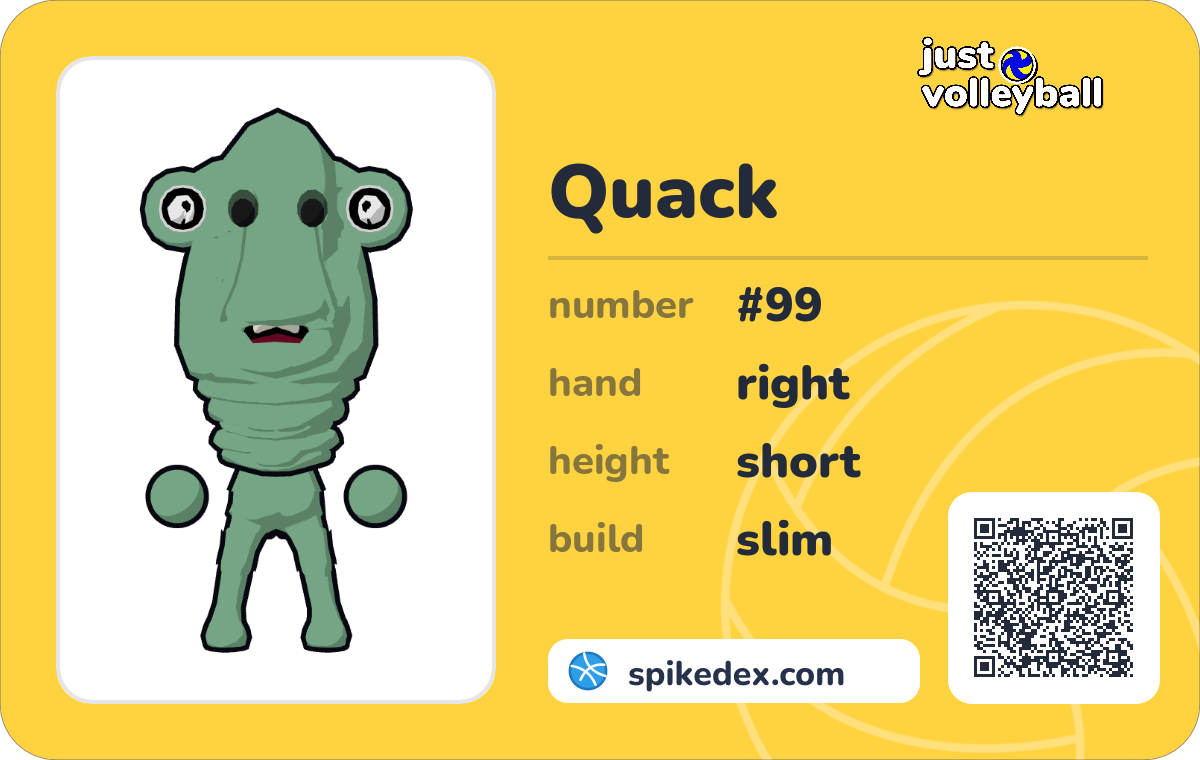 just
volleyball
Quack
number #99
hand right
height short
build slim
spikedex.com